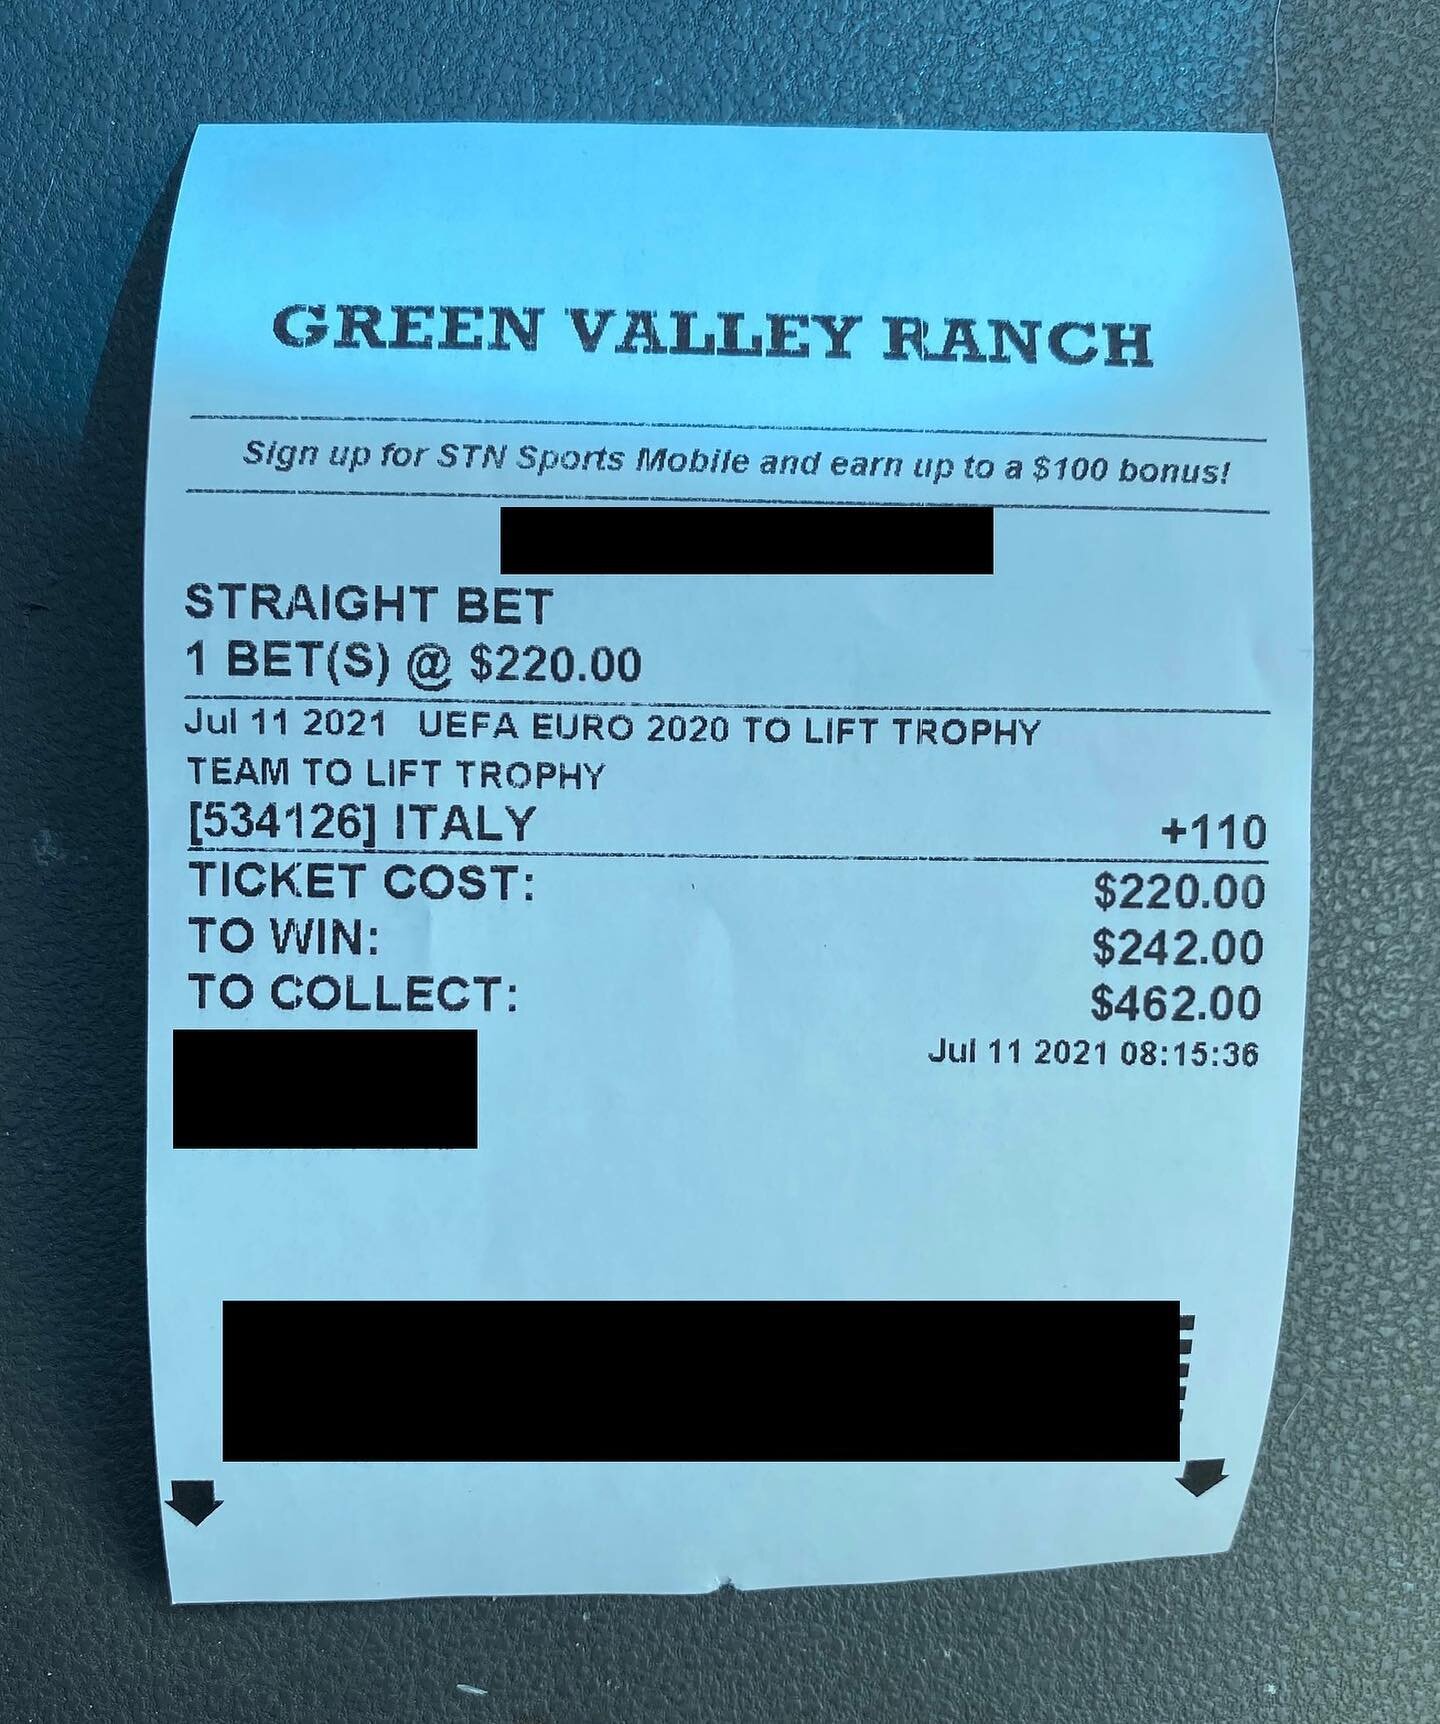 GREEN VALLEY RANCH
Sign up for STN Sports Mobile and earn up to a $100 bonus!
STRAIGHT BET
1 BET(S) @ $220.00
Jul 11 2021 UEFA EURO 2020 TO LIFT TROPHY
TEAM TO LIFT TROPHY
[534126] ITALY +110
TICKET COST: $220.00
TO WIN: $242.00
TO COLLECT: $462.00
Jul 11 2021 08:15:36